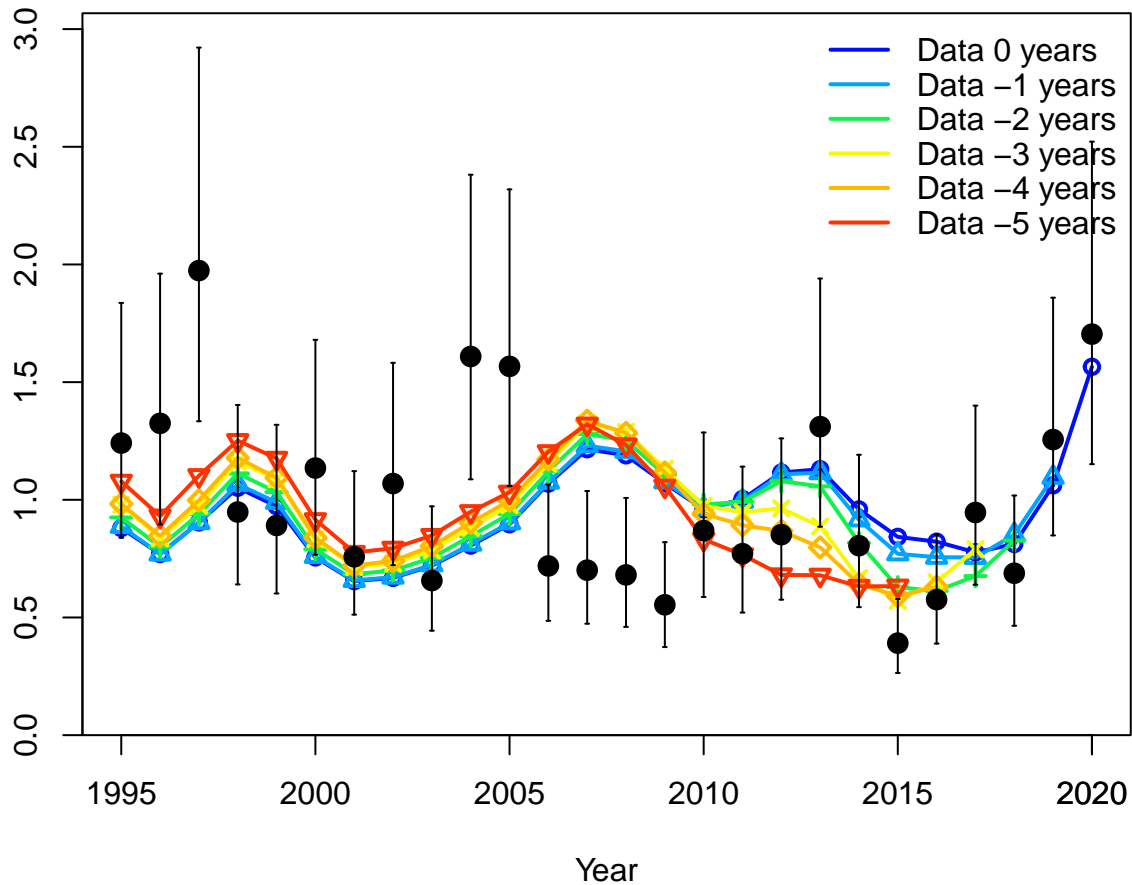 3.0
2.5
2.0
1.5
1.0
0.5
0.0
Data 0 years
Data −1 years
Data −2 years
Data −3 years
Data −4 years
Data −5 years
1995 2000 2005 2010 2015 2020
Year